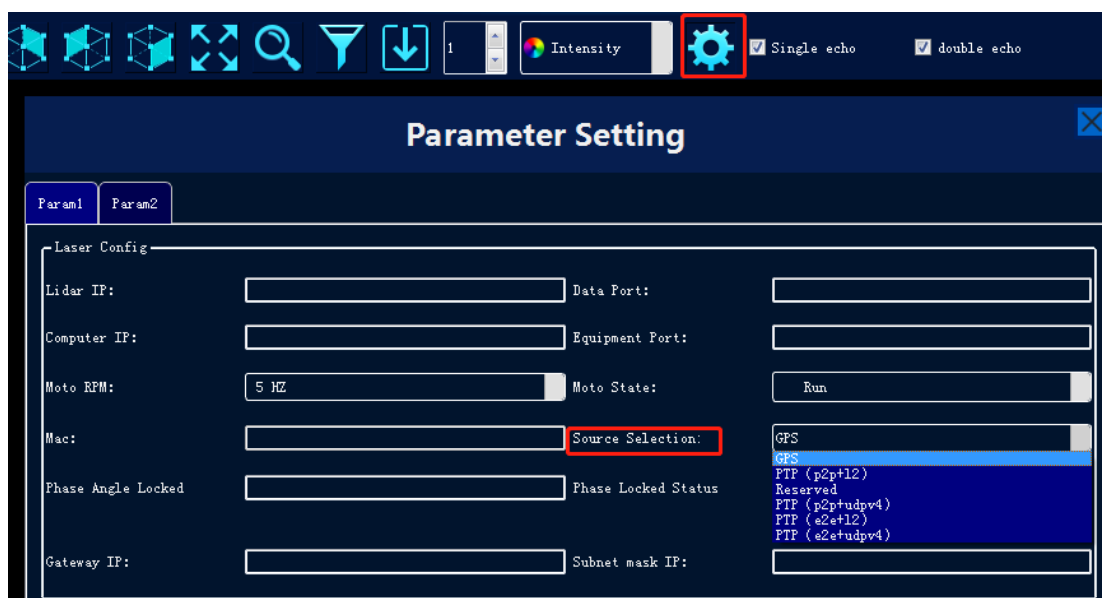 1 Intensity Single echo double echo
Parameter Setting
Param1 Param2
Laser Config
Lidar IP: Data Port:
Computer IP: Equipment Port:
Moto RPM: 5 HZ Moto State: Run
Mac: Source Selection: GPS
GPS
PTP (p2p+l2)
Reserved
PTP (p2p+udpv4)
PTP (e2e+l2)
PTP (e2e+udpv4)
Phase Angle Locked Phase Locked Status
Gateway IP: Subnet mask IP: